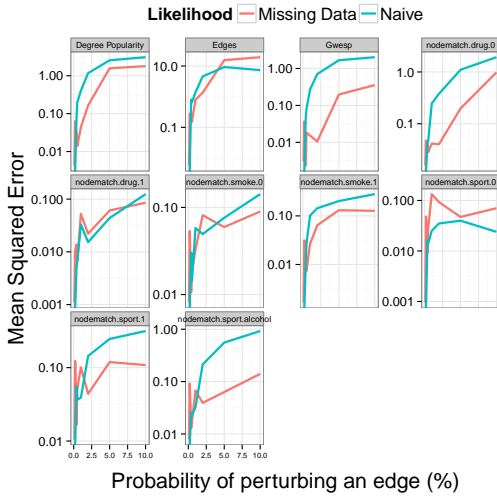 Likelihood Missing Data Naive
Degree Popularity Edges Gwesp nodematch.drug.0
1.00 10.0 1.00 1.0
0.10 0.1 0.10 0.1
0.01 0.01
nodematch.drug.1 nodematch.smoke.0 nodematch.smoke.1 nodematch.sport.0
0.100 0.10 0.10 0.100
0.010 0.01 0.01 0.010
0.001 0.001
nodematch.sport.1 nodematch.sport.alcohol
0.10 1.00
0.01 0.10
0.01
0.0 2.5 5.0 7.5 10.0 0.0 2.5 5.0 7.5 10.0
Mean Squared Error
Probability of perturbing an edge (%)